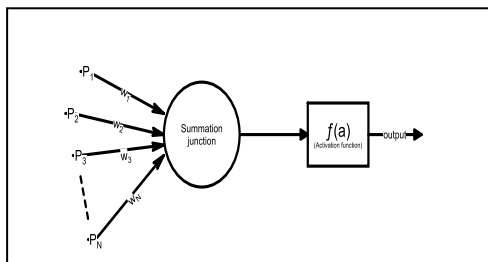 •P1
w1
•P2
w2
•P3
w3
•PN
wN
Summation
junction
ƒ(a)
(Activation function)
output